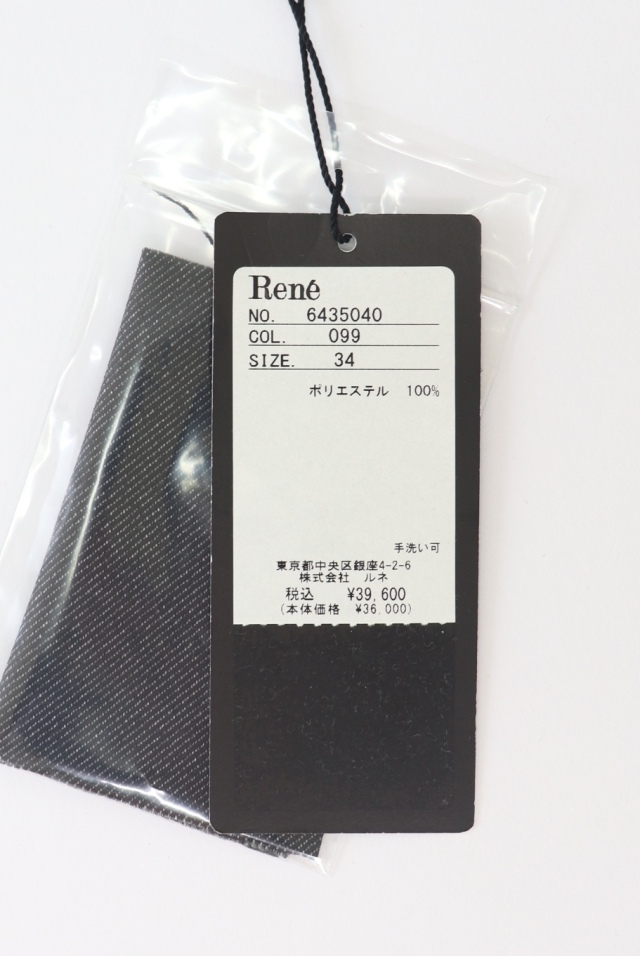 René
NO. 6435040
COL. 099
SIZE. 34
ポリエステル 100%
手洗い可
東京都中央区銀座4-2-6
株式会社 ルネ
税込 ¥39,600
(本体価格 ¥36,000)